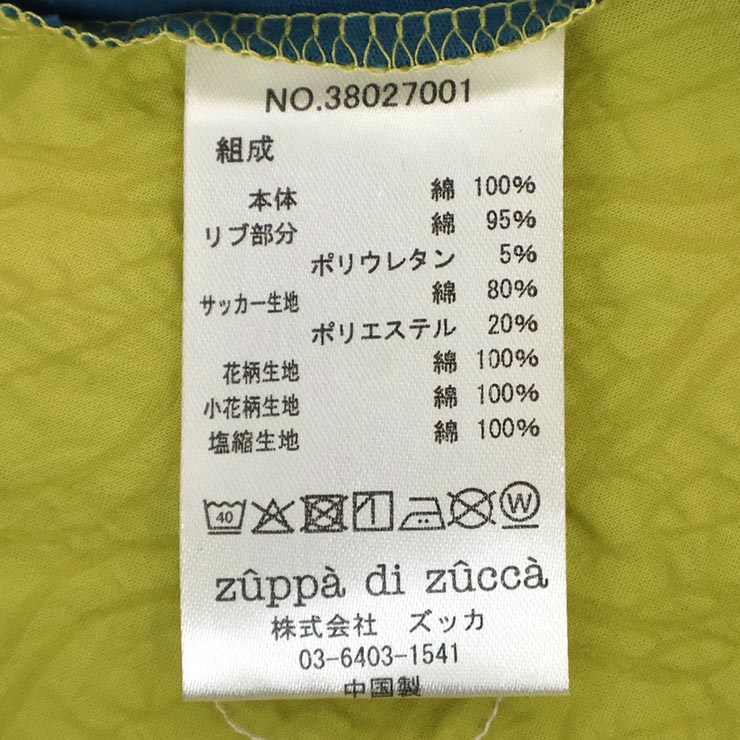 NO.38027001
組成
本体 綿 100%
リブ部分 綿 95%
ポリウレタン 5%
サッカー生地 綿 80%
ポリエステル 20%
花柄生地 綿 100%
小花柄生地 綿 100%
塩縮生地 綿 100%
40 W
zûppà di zûccà
株式会社 ズッカ
03-6403-1541
中国製